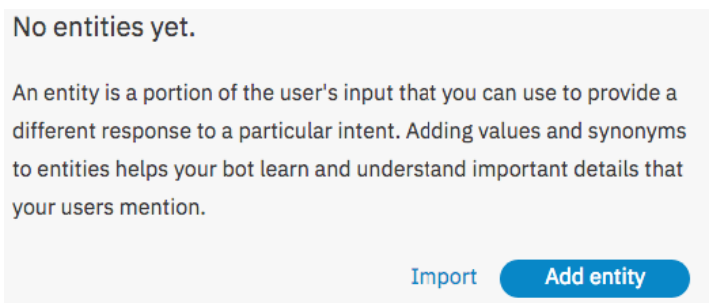 No entities yet.
An entity is a portion of the user's input that you can use to provide a
different response to a particular intent. Adding values and synonyms
to entities helps your bot learn and understand important details that
your users mention.
Import Add entity